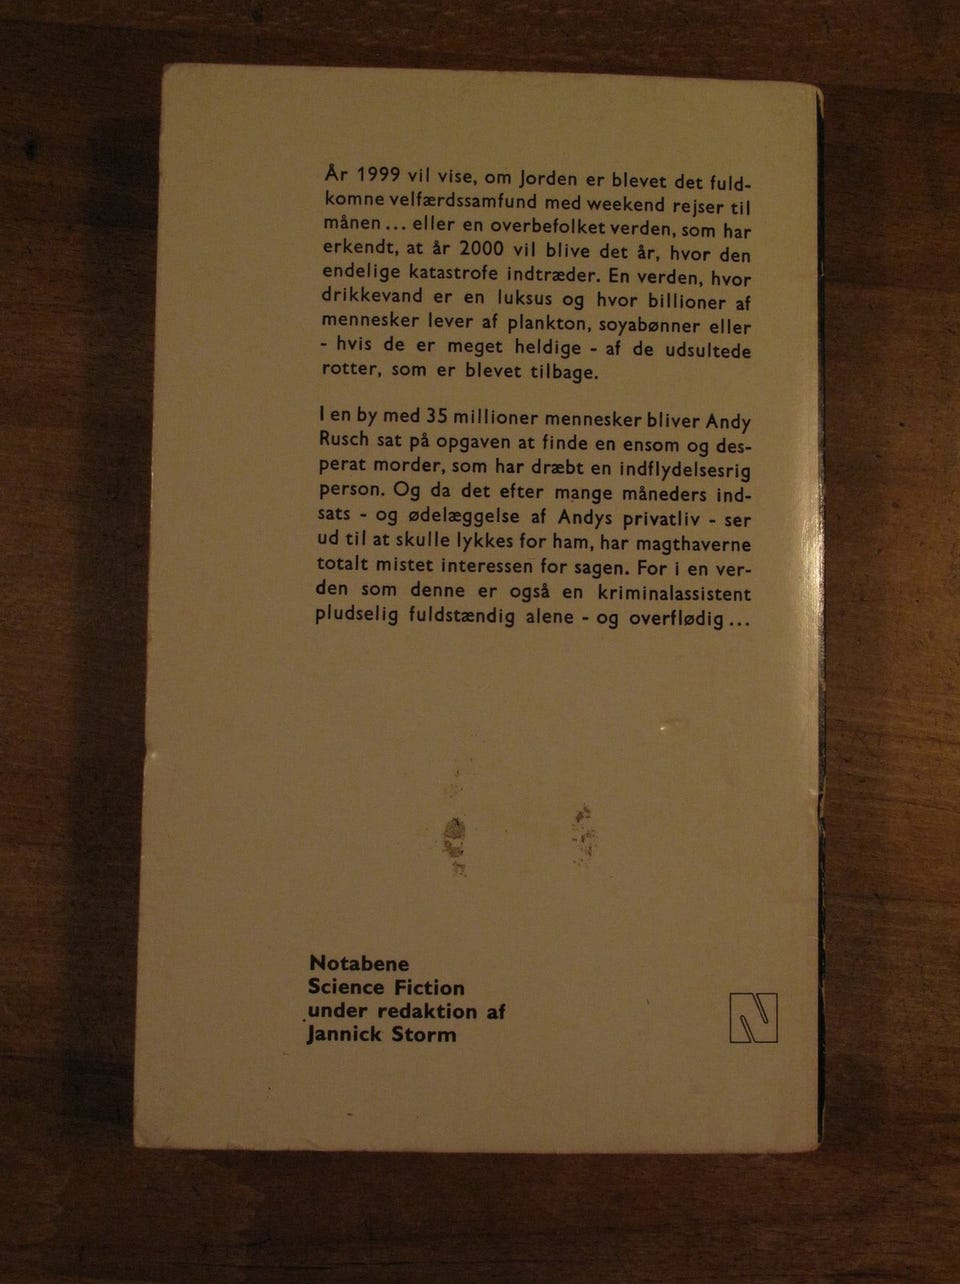 År 1999 vil vise, om Jorden er blevet det fuld-
komne velfærdssamfund med weekend rejser til
månen... eller en overbefolket verden, som har
erkendt, at år 2000 vil blive det år, hvor den
endelige katastrofe indtræder. En verden, hvor
drikkevand er en luksus og hvor billioner af
mennesker lever af plankton, soyabønner eller
- hvis de er meget heldige - af de udsultede
rotter, som er blevet tilbage.
I en by med 35 millioner mennesker bliver Andy
Rusch sat på opgaven at finde en ensom og des-
perat morder, som har dræbt en indflydelsesrig
person. Og da det efter mange måneders ind-
sats - og ødelæggelse af Andys privatliv - ser
ud til at skulle lykkes for ham, har magthaverne
totalt mistet interessen for sagen. For i en ver-
den som denne er også en kriminalassistent
pludselig fuldstændig alene - og overflødig...
Notabene
Science Fiction
under redaktion af
Jannick Storm
N